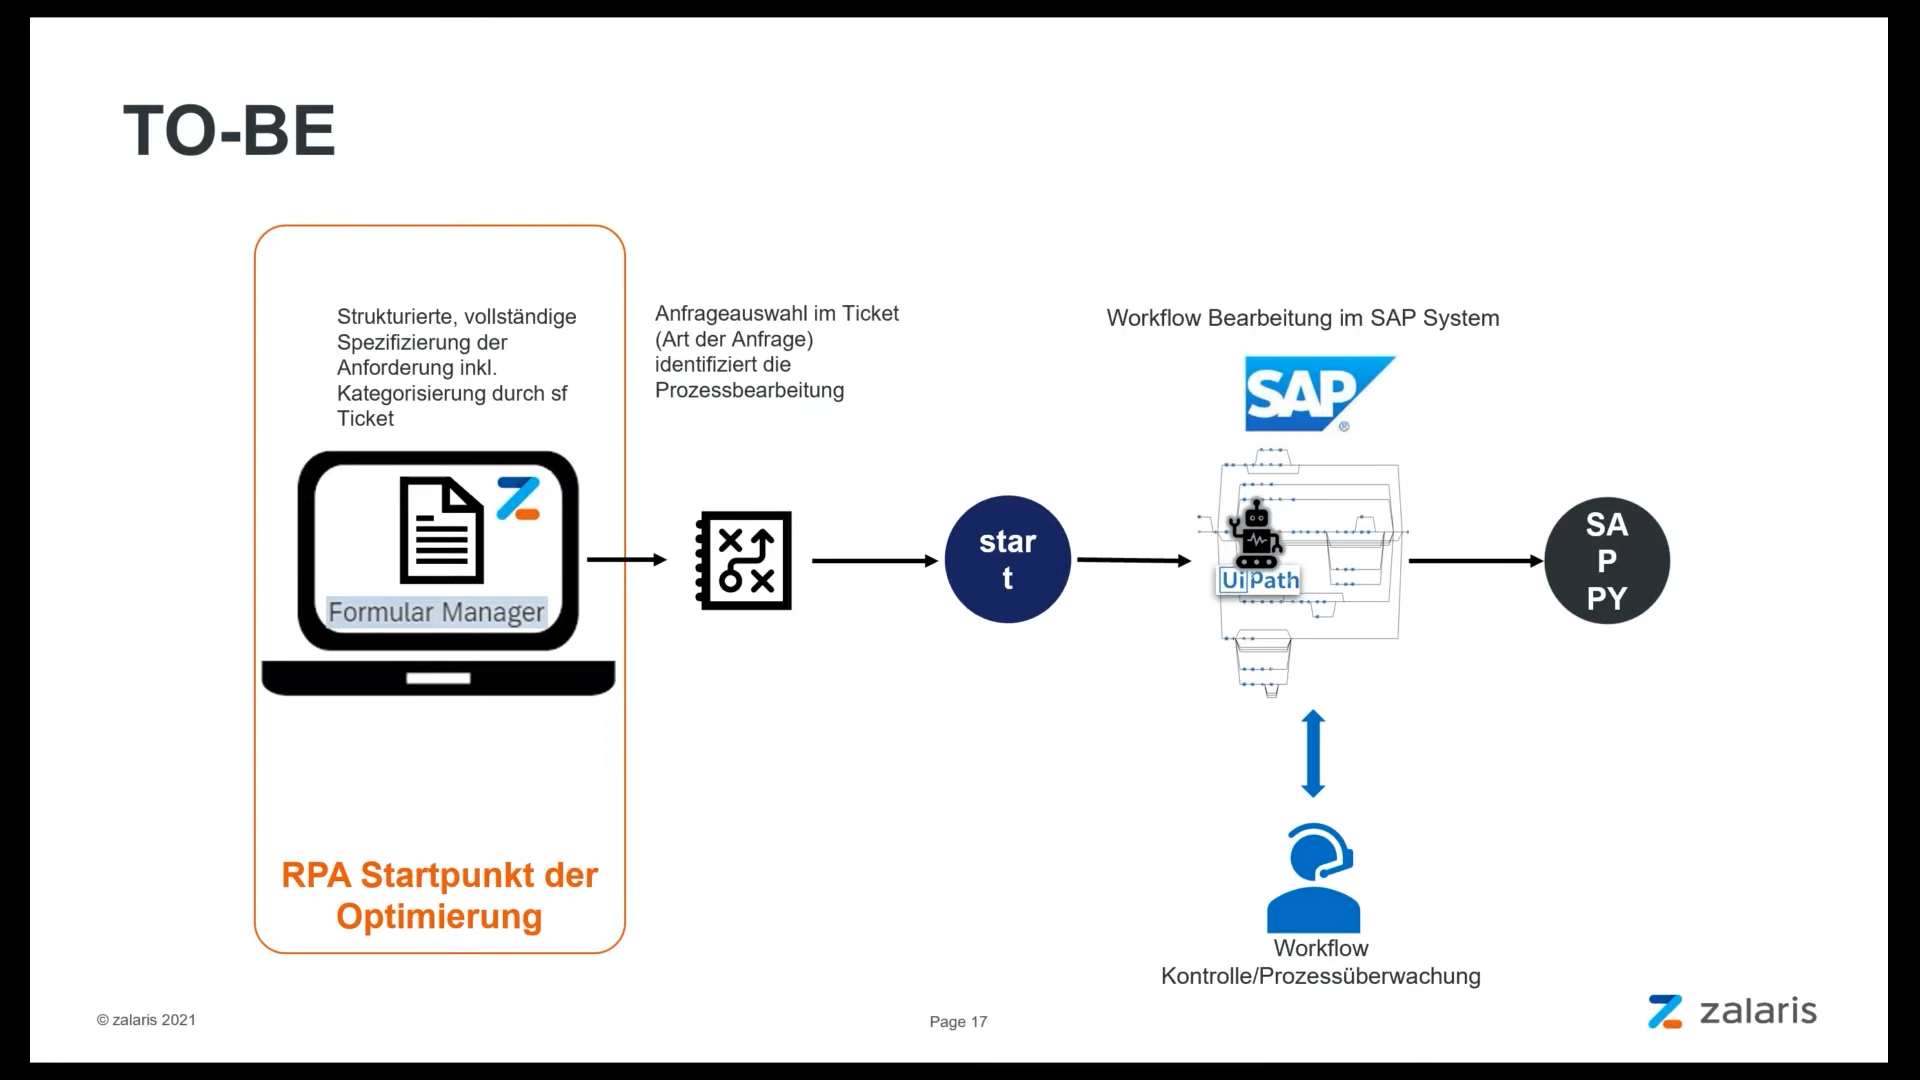 TO-BE
Strukturierte, vollständige
Spezifizierung der
Anforderung inkl.
Kategorisierung durch sf
Ticket
Formular Manager
RPA Startpunkt der
Optimierung
Anfrageauswahl im Ticket
(Art der Anfrage)
identifiziert die
Prozessbearbeitung
star
t
Workflow Bearbeitung im SAP System
SAP
®
UiPath
SA
P
PY
Workflow
Kontrolle/Prozessüberwachung
© zalaris 2021
Page 17
zalaris